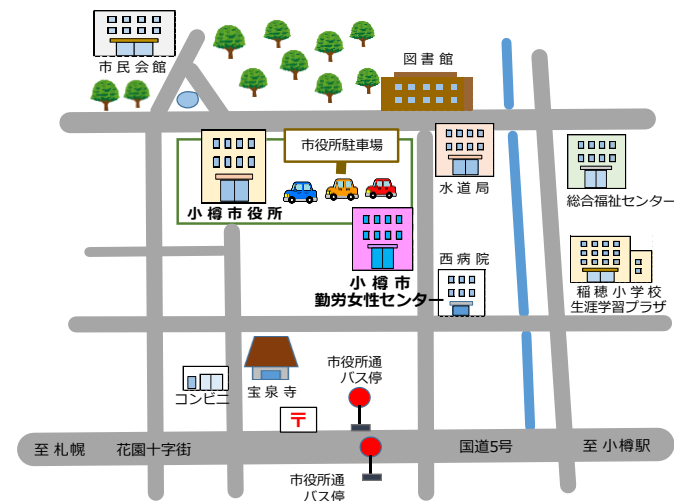 市民会館
図書館
市役所駐車場
水道局
総合福祉センター
小樽市役所
西病院
小樽市
勤労女性センター
稲穂小学校
生涯学習プラザ
市役所通
バス停
コンビニ
宝泉寺
〒
至 札幌
花園十字街
国道5号
至 小樽駅
市役所通
バス停